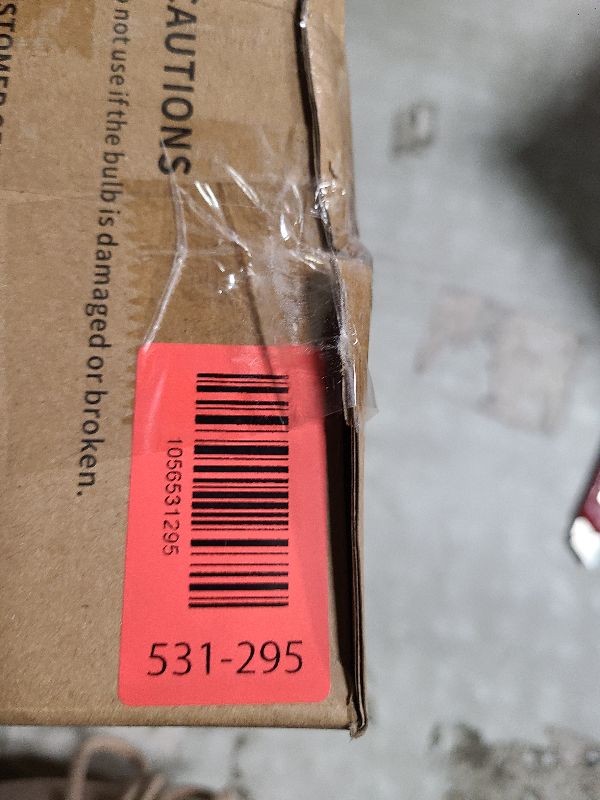 CAUTIONS
not use if the bulb is damaged or broken.
1056531295
531-295